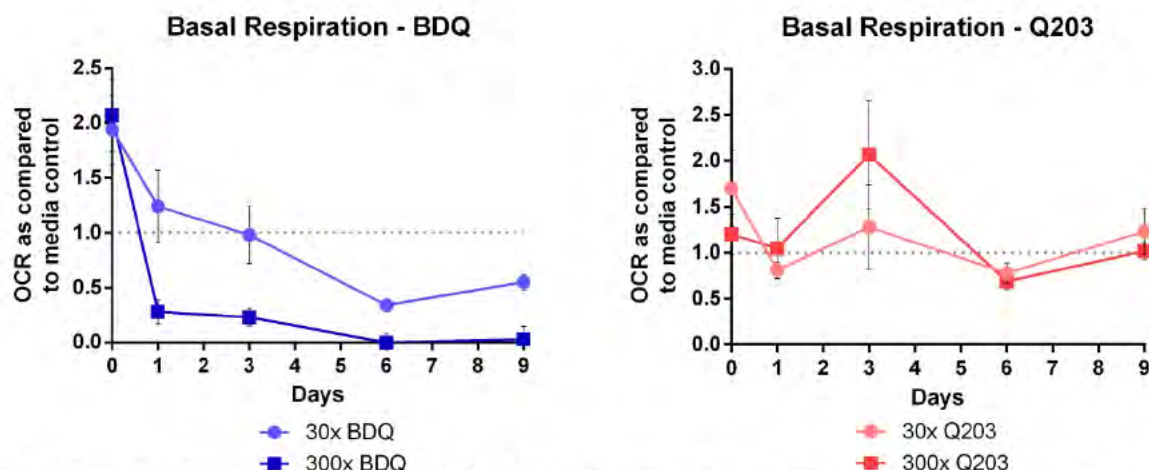 Basal Respiration - BDQ
OCR as compared
to media control
2.5
2.0
1.5
1.0
0.5
0.0
0 1 2 3 4 5 6 7 8 9
Days
30x BDQ
300x BDQ
Basal Respiration - Q203
OCR as compared
to media control
3.0
2.5
2.0
1.5
1.0
0.5
0.0
0 1 2 3 4 5 6 7 8 9
Days
30x Q203
300x Q203